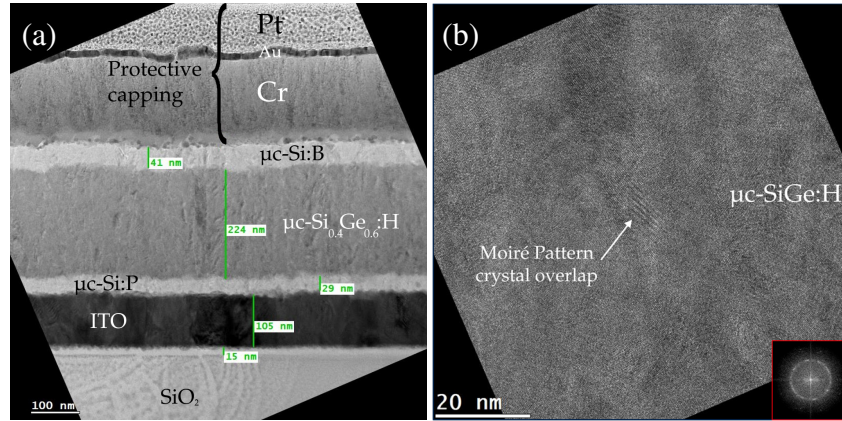 (a)
Pt
Au
Protective
capping
Cr
μc-Si:B
41 nm
μc-Si₀.₄Ge₀.₆:H
224 nm
μc-Si:P
29 nm
ITO
105 nm
15 nm
SiO₂
100 nm
(b)
μc-SiGe:H
Moiré Pattern
crystal overlap
20 nm